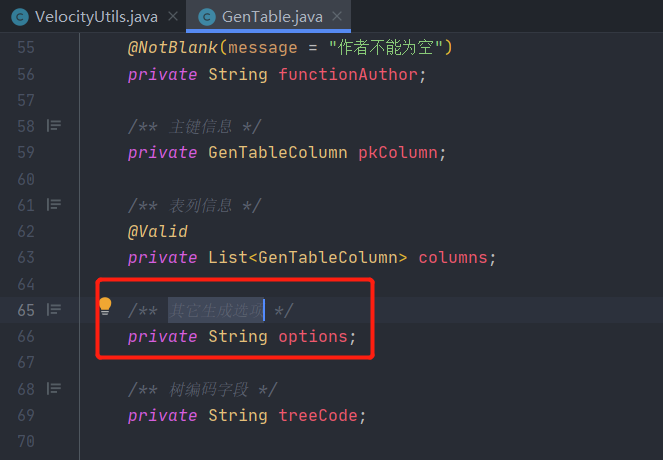 VelocityUtils.java GenTable.java
55 @NotBlank(message = "作者不能为空")
56 private String functionAuthor;
57
58 /** 主键信息 */
59 private GenTableColumn pkColumn;
60
61 /** 表列信息 */
62 @Valid
63 private List<GenTableColumn> columns;
64
65 /** 其它生成选项 */
66 private String options;
67
68 /** 树编码字段 */
69 private String treeCode;
70